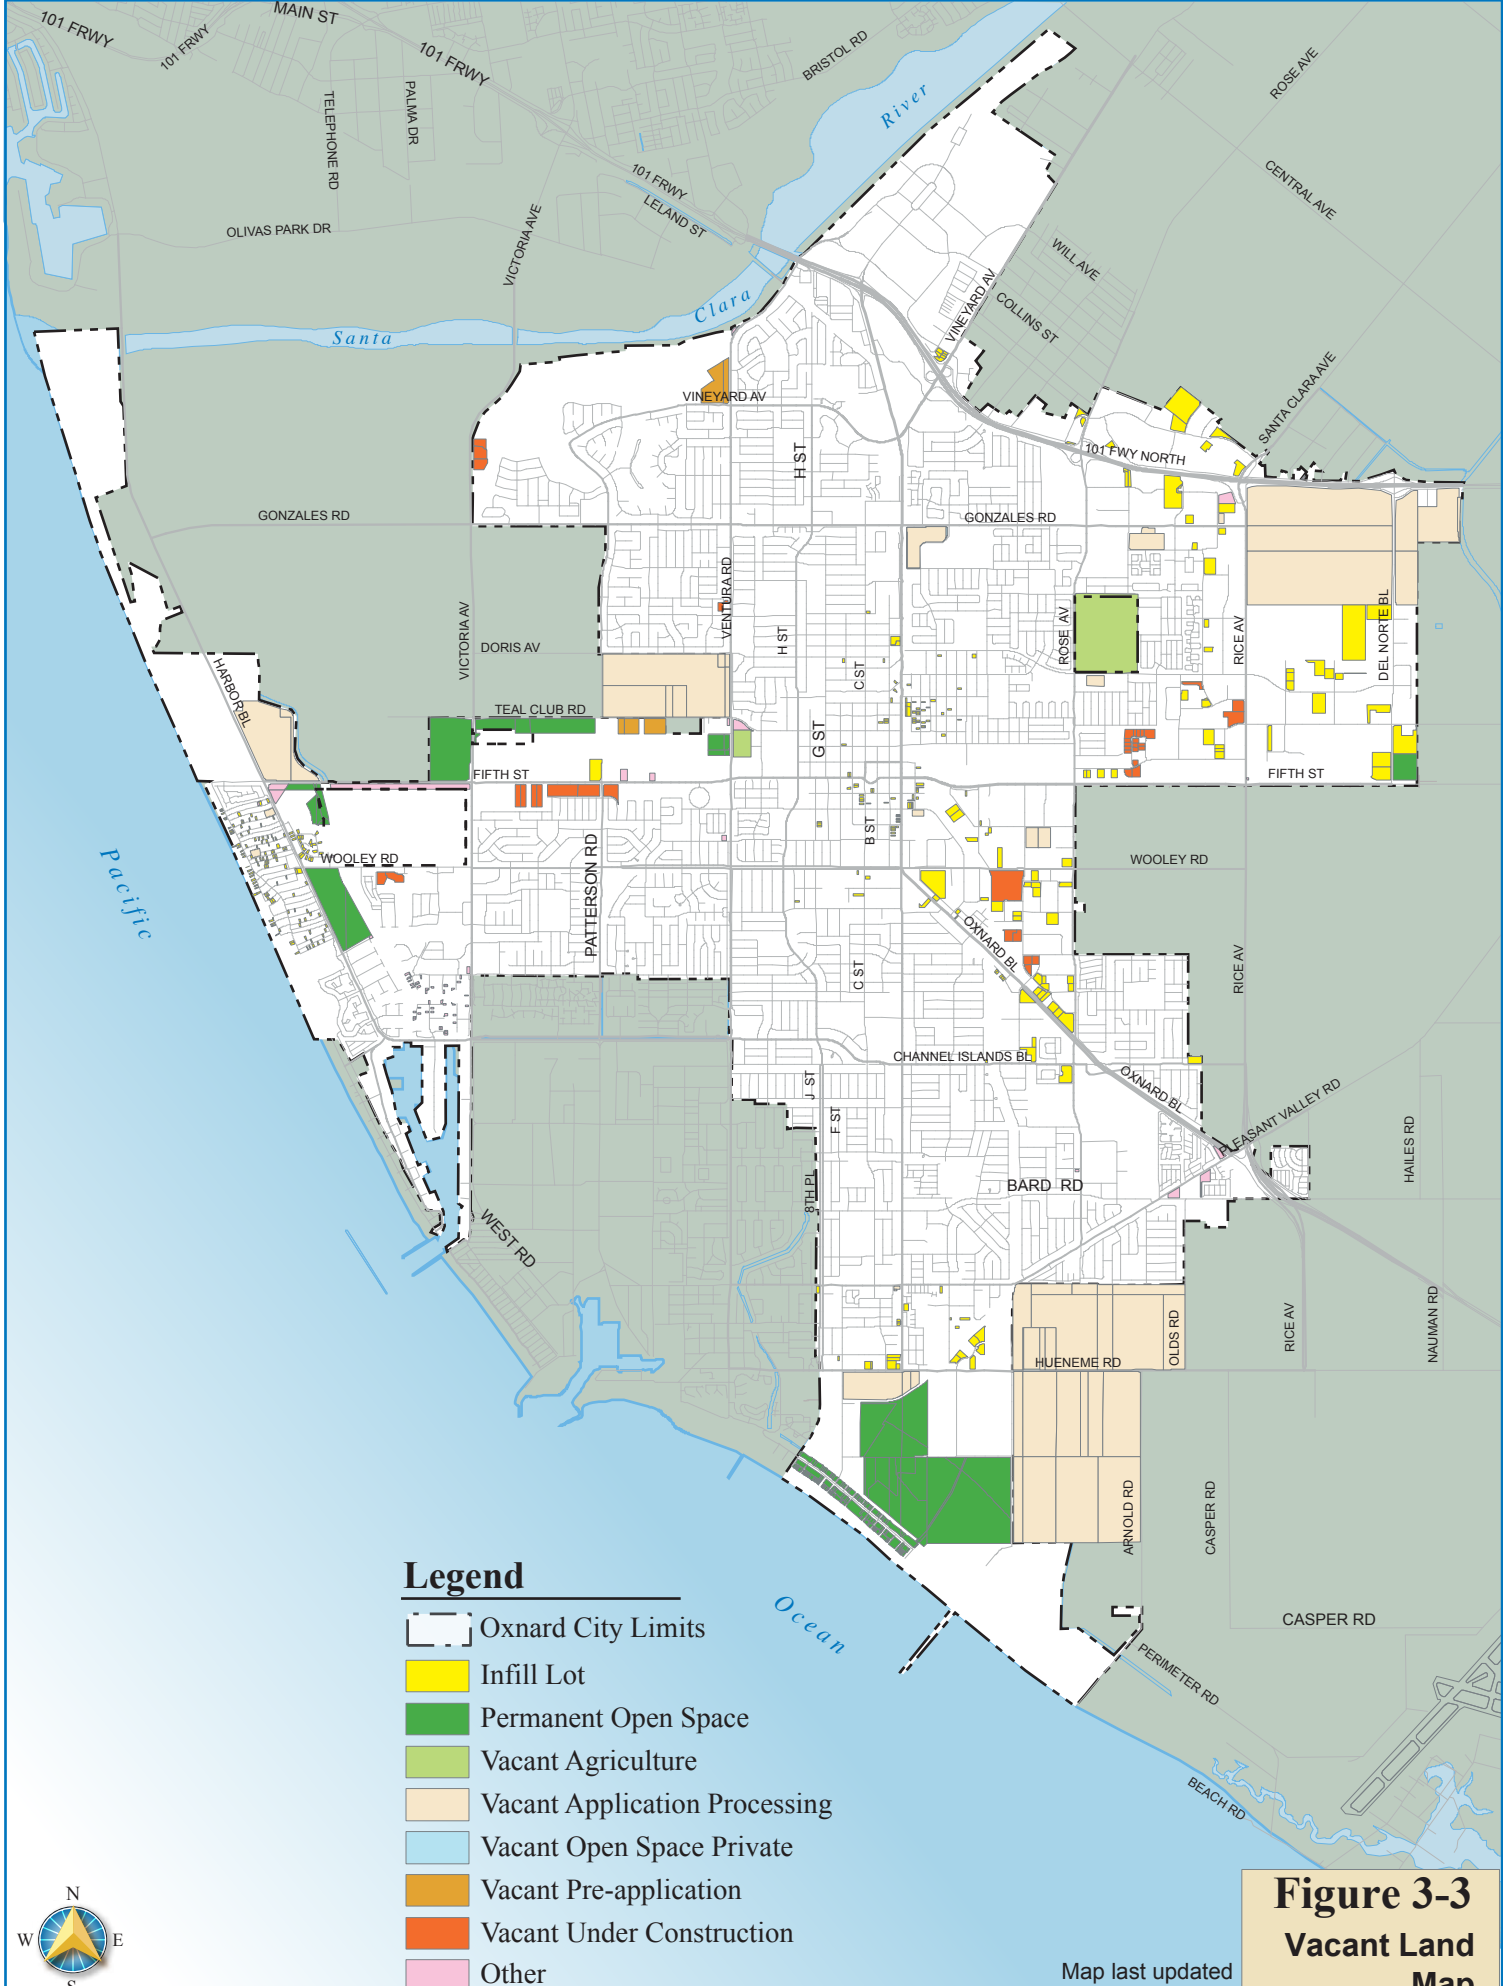 101 FRWY
101 FRWY
MAIN ST
101 FRWY
BRISTOL RD
ROSE AVE
TELEPHONE RD
PALMA DR
River
101 FRWY
LELAND ST
CENTRAL AVE
OLIVAS PARK DR
VICTORIA AVE
WILL AVE
COLLINS ST
VINEYARD AV
Clara
Santa
SANTA CLARA AVE
VINEYARD AV
H ST
101 FWY NORTH
GONZALES RD
GONZALES RD
VENTURA RD
VICTORIA AV
DORIS AV
H ST
C ST
ROSE AV
RICE AV
DEL NORTE BL
HARBOR BL
TEAL CLUB RD
G ST
FIFTH ST
FIFTH ST
B ST
WOOLEY RD
WOOLEY RD
Pacific
PATTERSON RD
OXNARD BL
C ST
RICE AV
CHANNEL ISLANDS BL
J ST
F ST
OXNARD BL
PLEASANT VALLEY RD
HAILES RD
BARD RD
8TH PL
WEST RD
OLDS RD
RICE AV
NAUMAN RD
HUENEME RD
ARNOLD RD
CASPER RD
Ocean
CASPER RD
PERIMETER RD
BEACH RD
Legend
Oxnard City Limits
Infill Lot
Permanent Open Space
Vacant Agriculture
Vacant Application Processing
Vacant Open Space Private
Vacant Pre-application
Vacant Under Construction
Other
N
W E
S
Map last updated
Figure 3-3
Vacant Land
Map